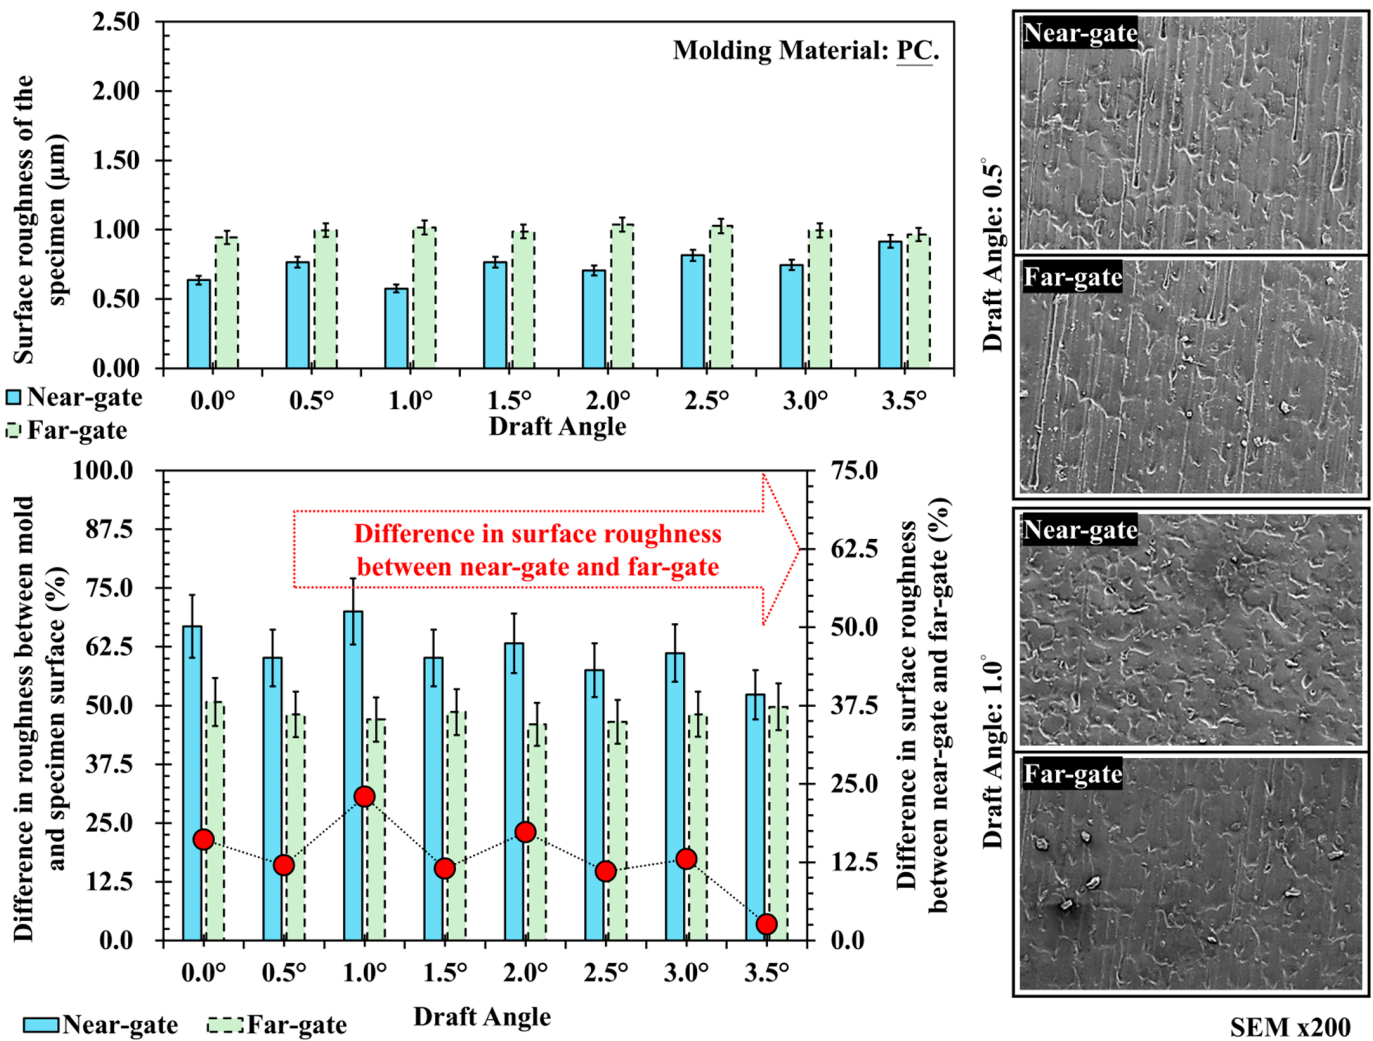 Surface roughness of the
specimen (μm)
2.50
2.00
1.50
1.00
0.50
0.00
Molding Material: PC.
0.0° 0.5° 1.0° 1.5° 2.0° 2.5° 3.0° 3.5°
Draft Angle
Near-gate
Far-gate
Difference in roughness between mold
and specimen surface (%)
100.0
87.5
75.0
62.5
50.0
37.5
25.0
12.5
0.0
Difference in surface roughness
between near-gate and far-gate
75.0
62.5
50.0
37.5
25.0
12.5
0.0
Difference in surface roughness
between near-gate and far-gate (%)
0.0° 0.5° 1.0° 1.5° 2.0° 2.5° 3.0° 3.5°
Draft Angle
Near-gate Far-gate
Draft Angle: 0.5°
Near-gate
Far-gate
Draft Angle: 1.0°
Near-gate
Far-gate
SEM x200